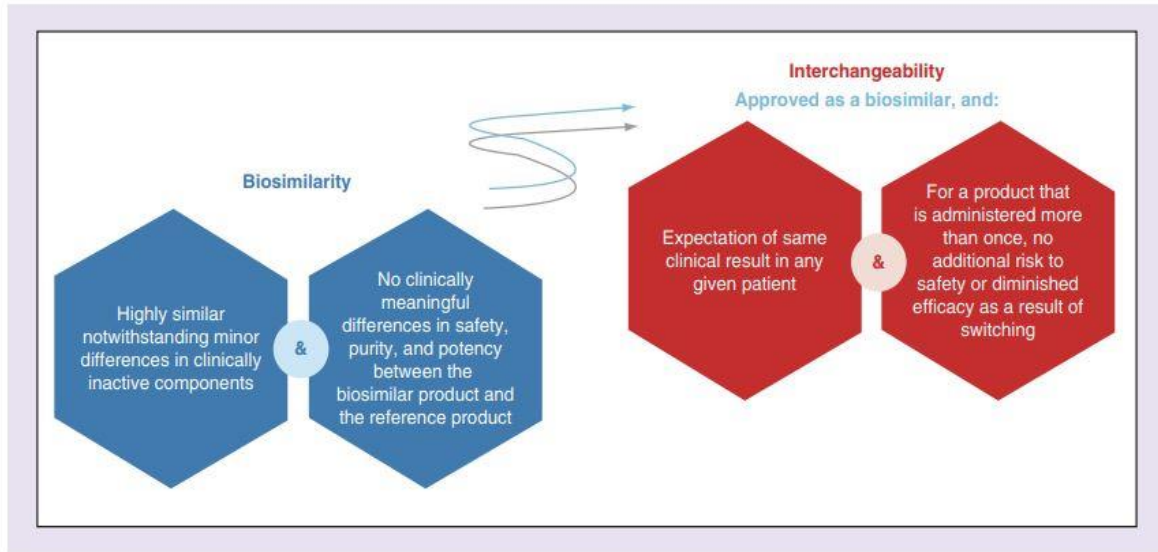 Biosimilarity
Highly similar
notwithstanding minor
differences in clinically
inactive components
&
No clinically
meaningful
differences in safety,
purity, and potency
between the
biosimilar product and
the reference product
Interchangeability
Approved as a biosimilar, and:
Expectation of same
clinical result in any
given patient
&
For a product that
is administered more
than once, no
additional risk to
safety or diminished
efficacy as a result of
switching